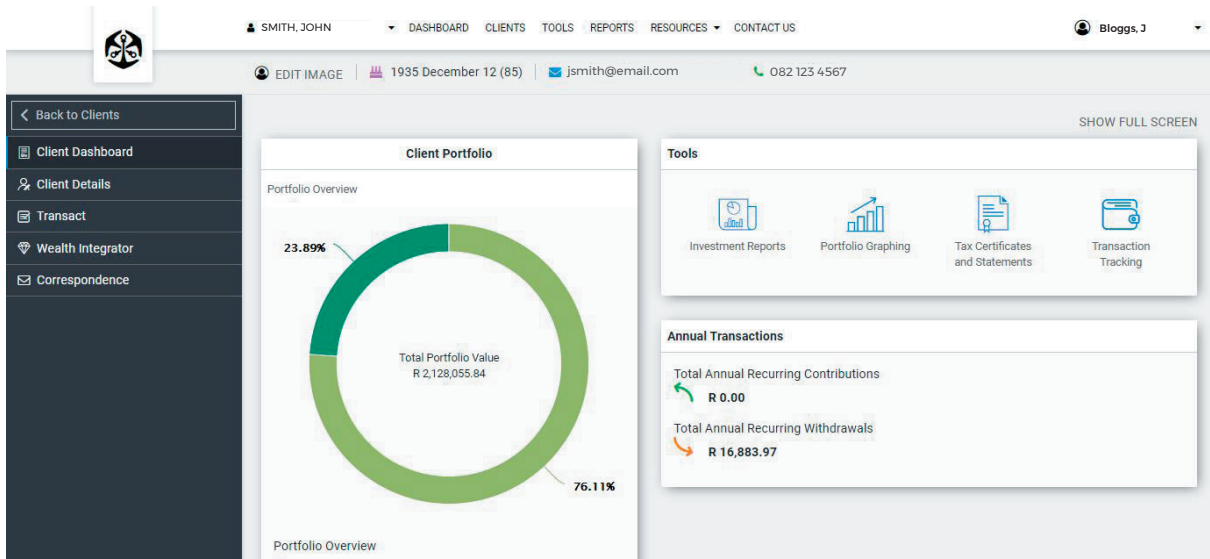 SMITH, JOHN
DASHBOARD
CLIENTS
TOOLS
REPORTS
RESOURCES
CONTACT US
Bloggs, J
EDIT IMAGE
1935 December 12 (85)
jsmith@email.com
082 123 4567
Back to Clients
Client Dashboard
Client Details
Transact
Wealth Integrator
Correspondence
SHOW FULL SCREEN
Client Portfolio
Portfolio Overview
23.89%
Total Portfolio Value
R 2,128,055.84
76.11%
Portfolio Overview
Tools
Investment Reports
Portfolio Graphing
Tax Certificates
and Statements
Transaction
Tracking
Annual Transactions
Total Annual Recurring Contributions
R 0.00
Total Annual Recurring Withdrawals
R 16,883.97